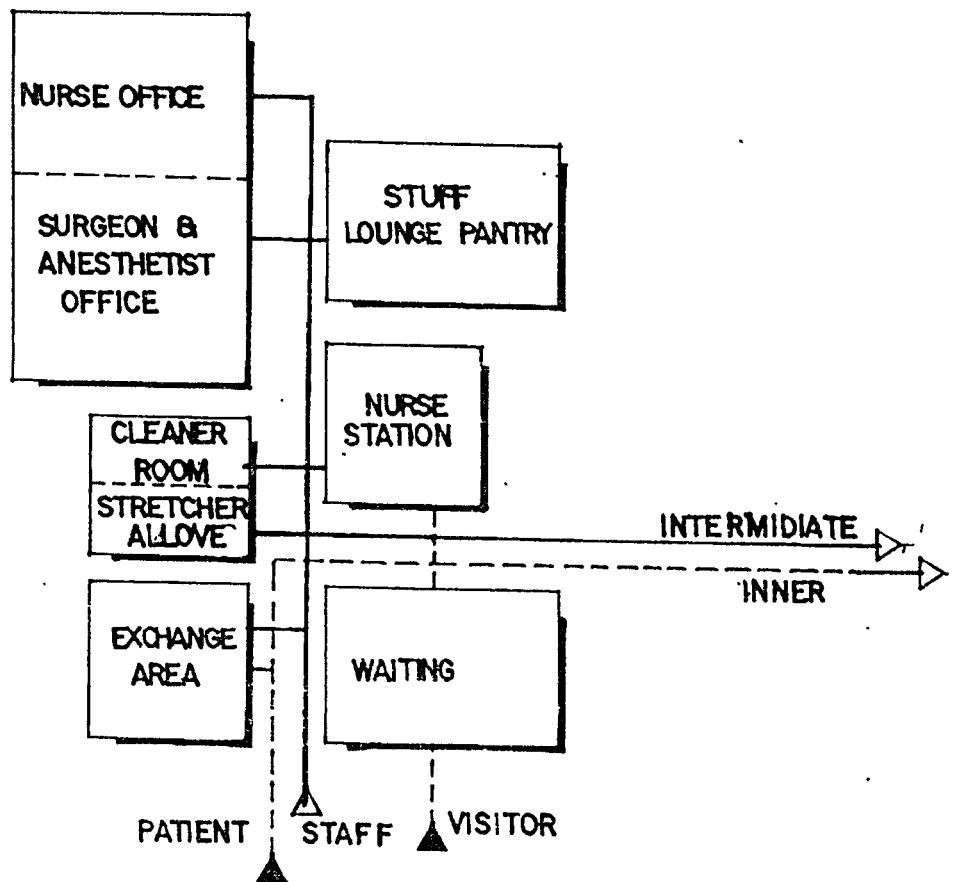 NURSE OFFICE
SURGEON &
ANESTHETIST
OFFICE
STUFF
LOUNGE PANTRY
NURSE
STATION
CLEANER
ROOM
STRETCHER
ALLOVE
INTERMIDIATE
INNER
EXCHANGE
AREA
WAITING
PATIENT
STAFF
VISITOR